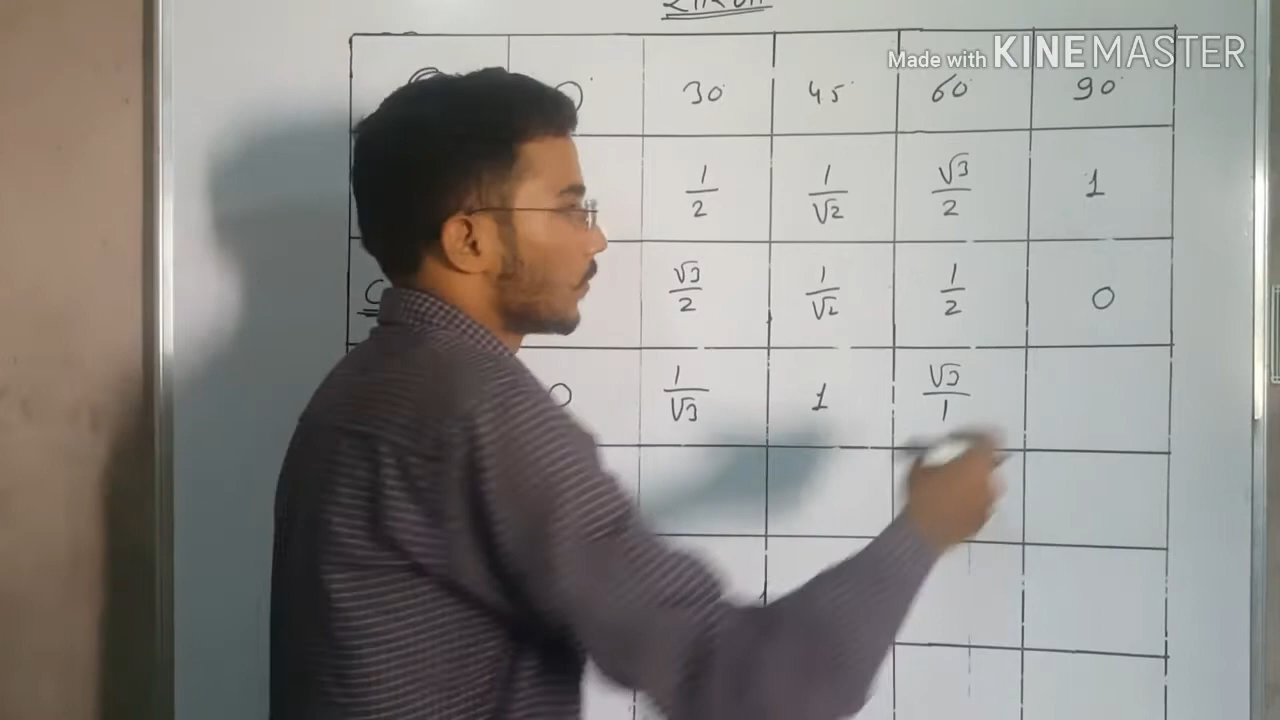 Made with KINEMASTER
0° 30° 45° 60° 90°
1/2 1/√2 √3/2 1
C √3/2 1/√2 1/2 0
0 1/√3 1 √3/1